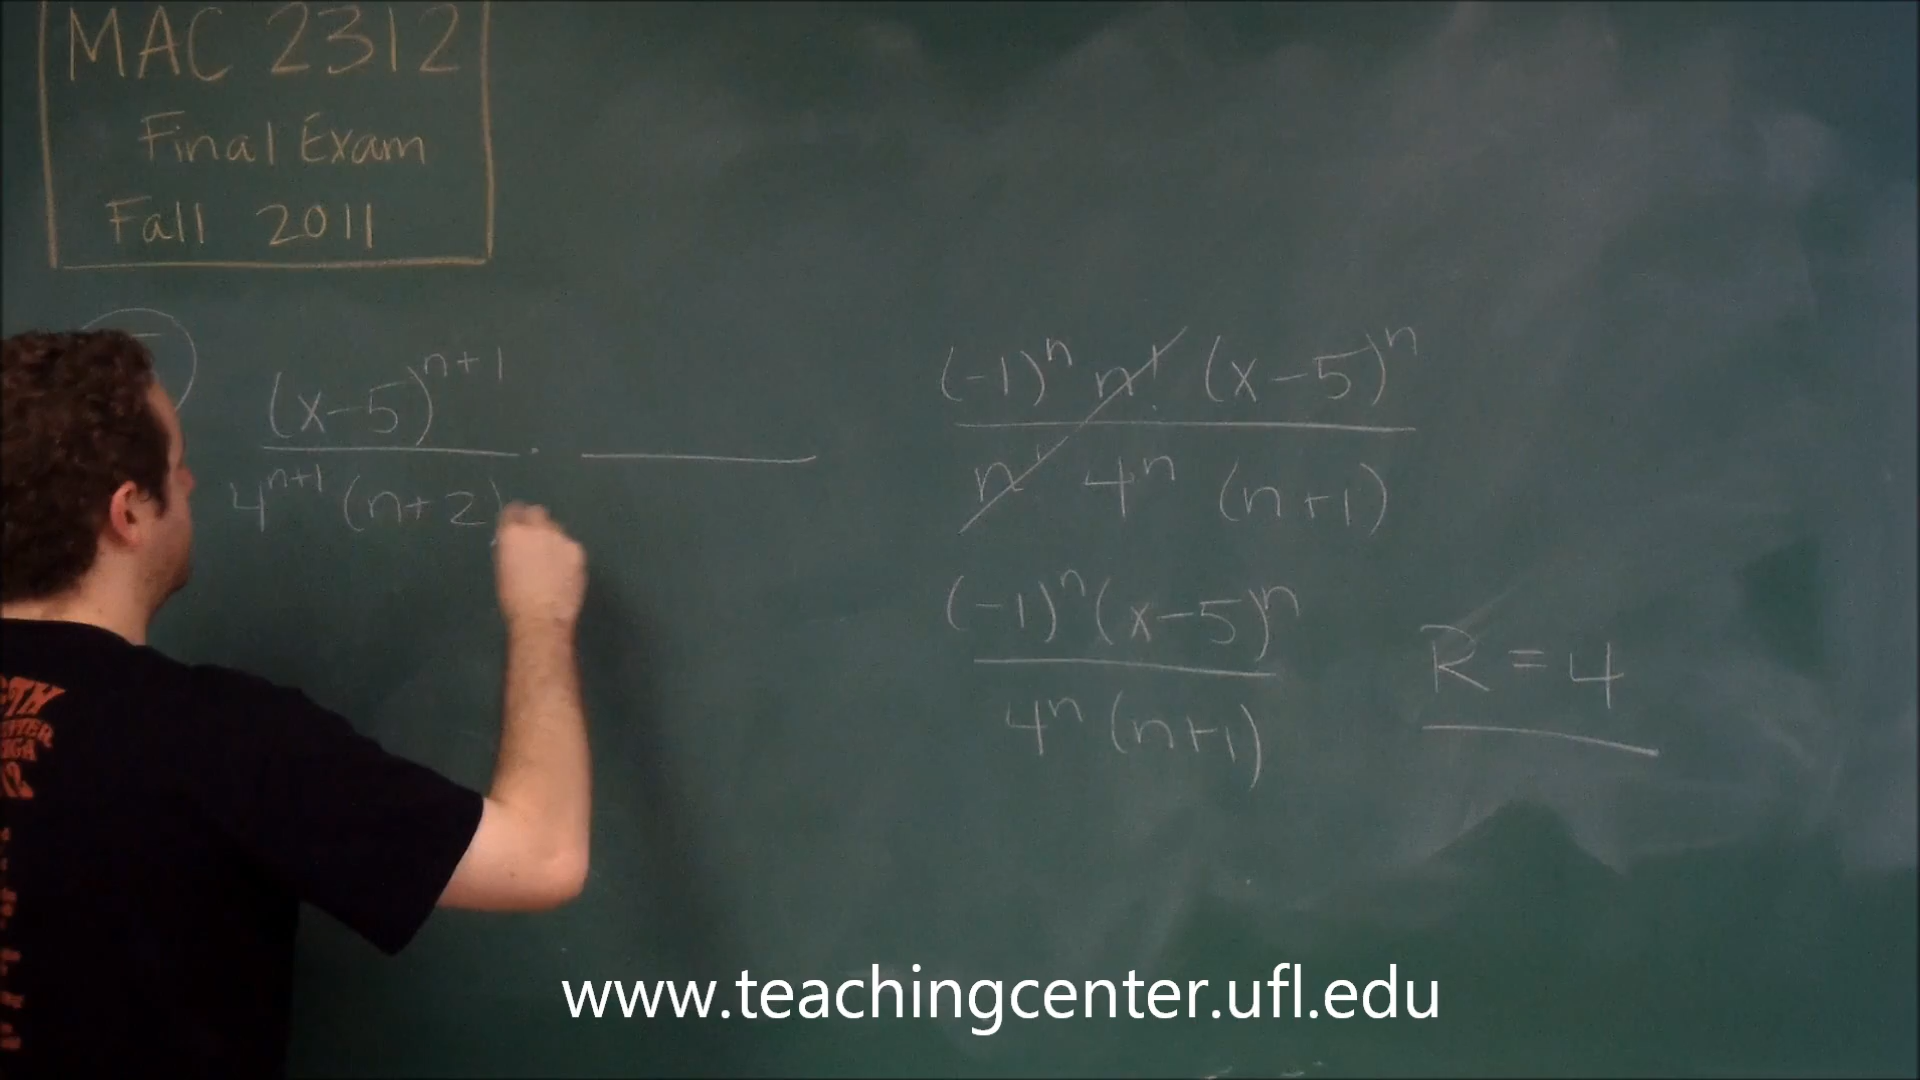 MAC 2312
Final Exam
Fall 2011
(x-5)^{n+1}
4^{n+1} (n+2)
(-1)^n n! (x-5)^n
n! 4^n (n+1)
(-1)^n (x-5)^n
4^n (n+1)
R = 4
www.teachingcenter.ufl.edu